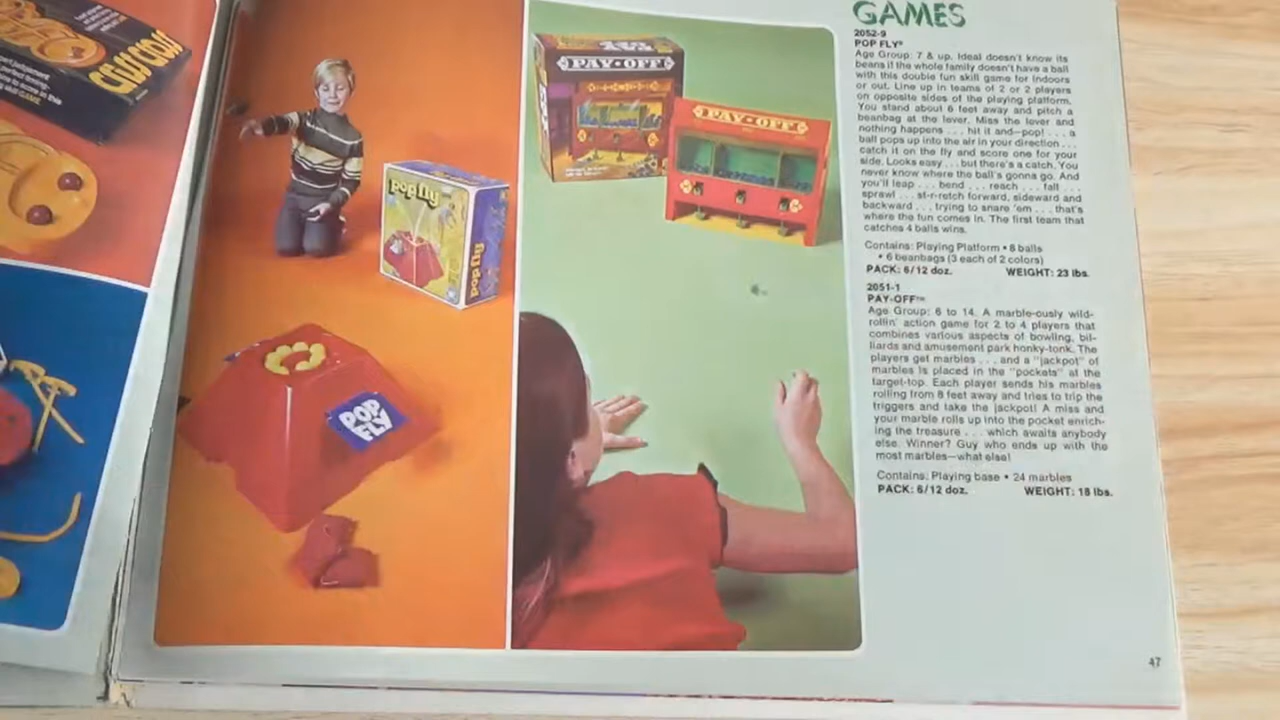 CRISS CROSS
GAME.
popfly
pop fly
POP
FLY
PAY-OFF
PAY-OFF
GAMES
2052-9
POP FLY®
Age Group: 7 & up. Ideal doesn't know its
beans if the whole family doesn't have a ball
with this double fun skill game for indoors
or out. Line up in teams of 2 or 2 players
on opposite sides of the playing platform.
You stand about 6 feet away and pitch a
beanbag at the lever. Miss the lever and
nothing happens . . . hit it and—pop! . . . a
ball pops up into the air in your direction . . .
catch it on the fly and score one for your
side. Looks easy . . . but there's a catch. You
never know where the ball's gonna go. And
you'll leap . . . bend . . . reach . . . fall . . .
sprawl . . . st-r-retch forward, sideward and
backward . . . trying to snare 'em . . . that's
where the fun comes in. The first team that
catches 4 balls wins.
Contains: Playing Platform • 8 balls
• 6 beanbags (3 each of 2 colors)
PACK: 6/12 doz. WEIGHT: 23 lbs.
2051-1
PAY-OFF™
Age Group: 6 to 14. A marble-ously wild-
rollin' action game for 2 to 4 players that
combines various aspects of bowling, bil-
liards and amusement park honky-tonk. The
players get marbles . . . and a "jackpot" of
marbles is placed in the "pockets" at the
target-top. Each player sends his marbles
rolling from 8 feet away and tries to trip the
triggers and take the jackpot! A miss and
your marble rolls up into the pocket enrich-
ing the treasure . . . which awaits anybody
else. Winner? Guy who ends up with the
most marbles—what else!
Contains: Playing base • 24 marbles
PACK: 6/12 doz. WEIGHT: 18 lbs.
47